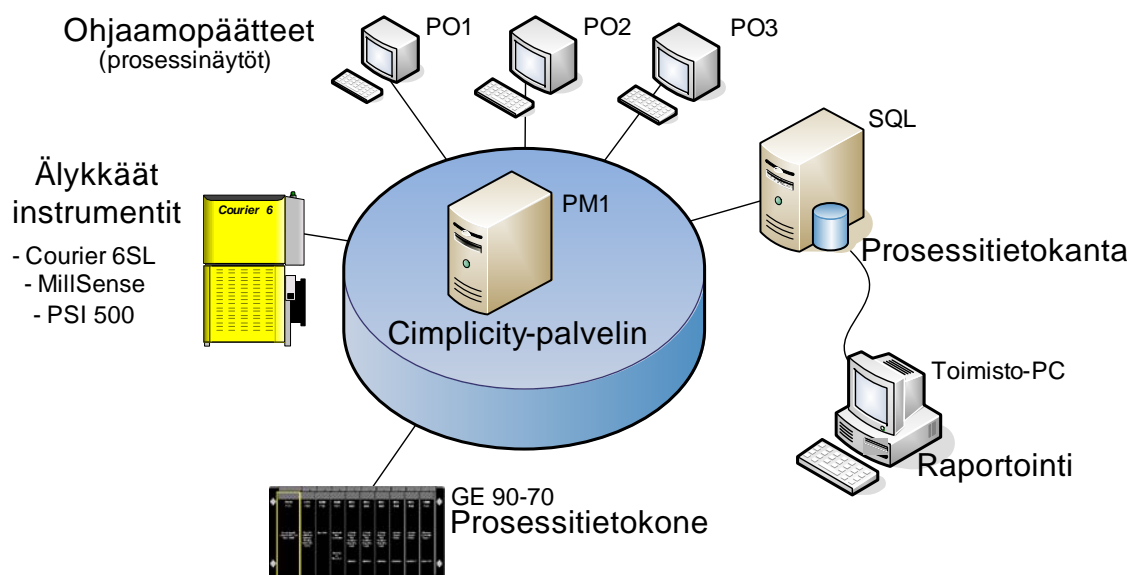 Ohjaamopäätteet
(prosessinäytöt)
PO1
PO2
PO3
SQL
Prosessitietokanta
Älykkäät
instrumentit
- Courier 6SL
- MillSense
- PSI 500
Courier 6
PM1
Cimplicity-palvelin
Toimisto-PC
Raportointi
GE 90-70
Prosessitietokone